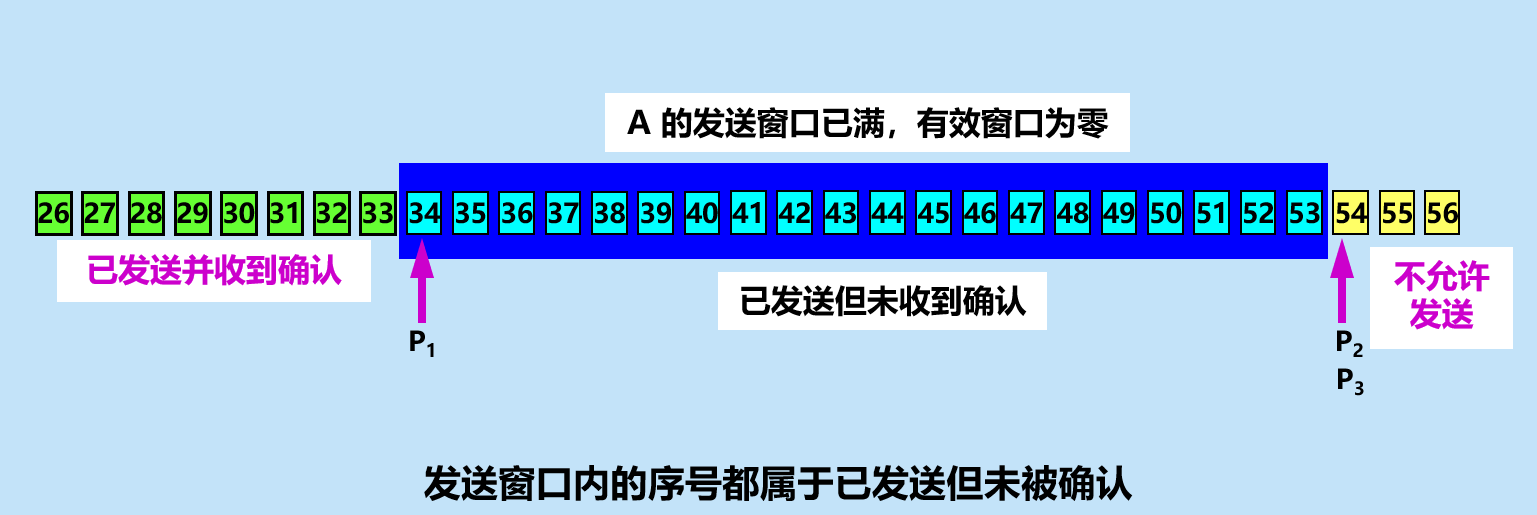 A 的发送窗口已满，有效窗口为零
26 27 28 29 30 31 32 33 34 35 36 37 38 39 40 41 42 43 44 45 46 47 48 49 50 51 52 53 54 55 56
已发送并收到确认
已发送但未收到确认
不允许
发送
P1
P2
P3
发送窗口内的序号都属于已发送但未被确认